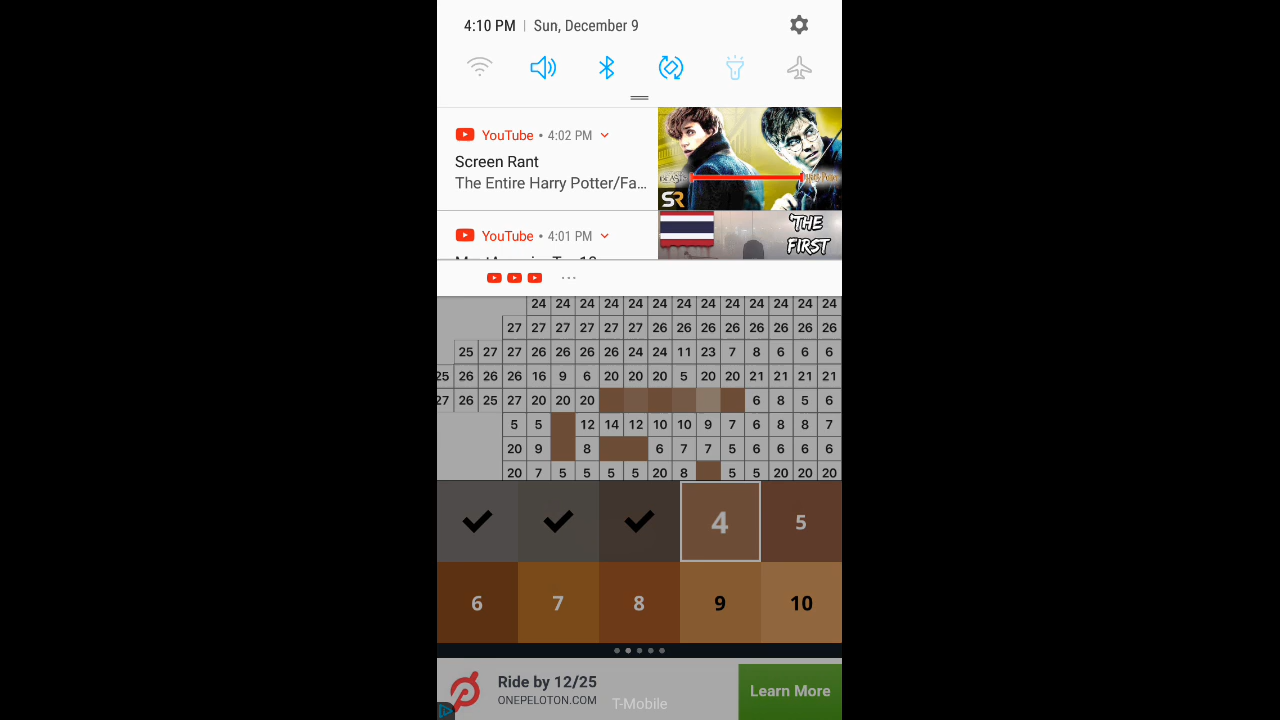 4:10 PM | Sun, December 9
YouTube • 4:02 PM
Screen Rant
The Entire Harry Potter/Fa...
SR
YouTube • 4:01 PM
'THE
FIRST
24 24 24 24 24 24 24 24 24 24 24 24 24
27 27 27 27 27 27 26 26 26 26 26 26 26 26
25 27 27 26 26 26 26 24 24 11 23 7 8 6 6 6
25 26 26 26 16 9 6 20 20 20 5 20 20 21 21 21 21
27 26 25 27 20 20 20 6 8 5 6
5 5 12 14 12 10 10 9 7 6 8 8 7
20 9 8 6 7 7 5 6 6 6 6
20 7 5 5 5 5 20 8 5 5 20 20 20
4 5
6 7 8 9 10
Ride by 12/25
ONEPELOTON.COM
T-Mobile
Learn More